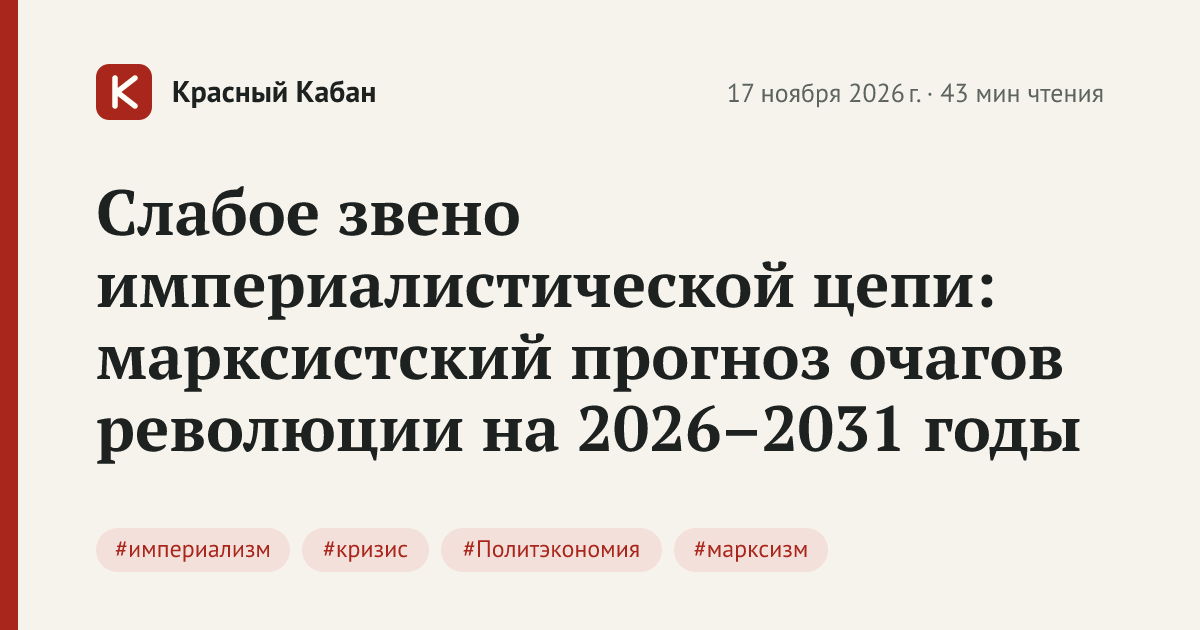 Красный Кабан
17 ноября 2026 г. · 43 мин чтения
Слабое звено
империалистической цепи:
марксистский прогноз очагов
революции на 2026–2031 годы
#империализм #кризис #Политэкономия #марксизм